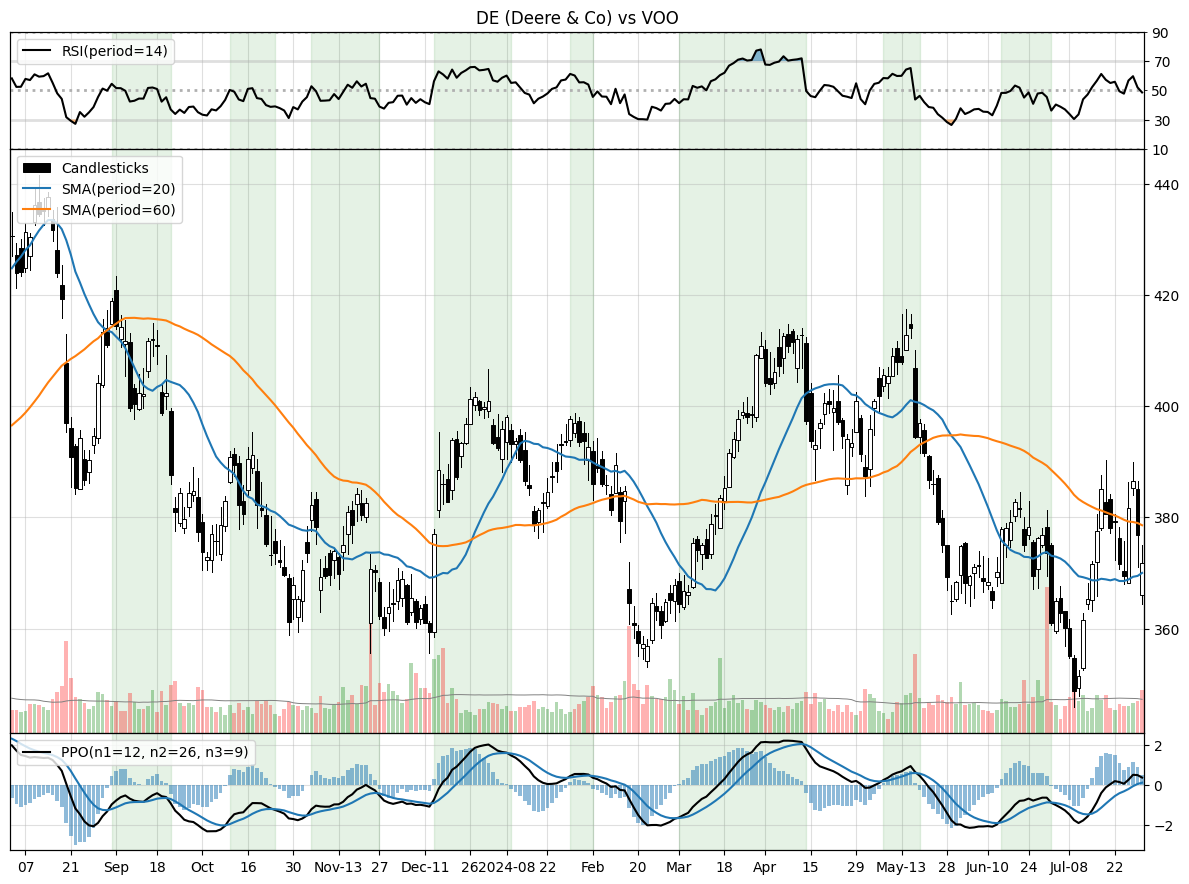 DE (Deere & Co) vs VOO
RSI(period=14)
90
70
50
30
10
Candlesticks
SMA(period=20)
SMA(period=60)
440
420
400
380
360
PPO(n1=12, n2=26, n3=9)
2
0
−2
07 21 Sep 18 Oct 16 30 Nov-13 27 Dec-11 26 2024-08 22 Feb 20 Mar 18 Apr 15 29 May-13 28 Jun-10 24 Jul-08 22